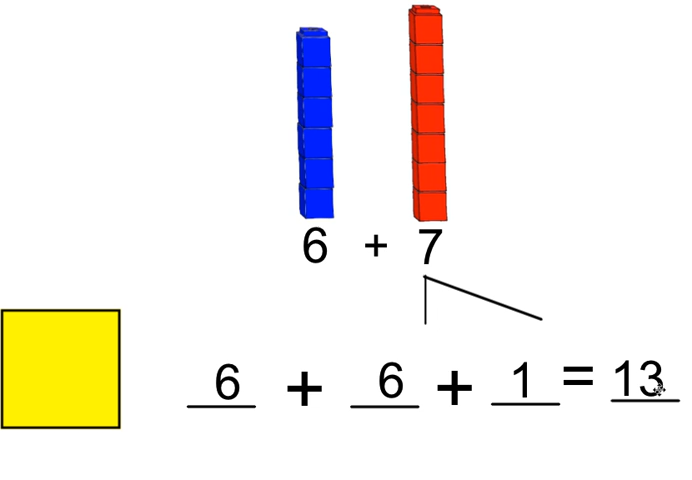 6 + 7
6 + 6 + 1 = 13